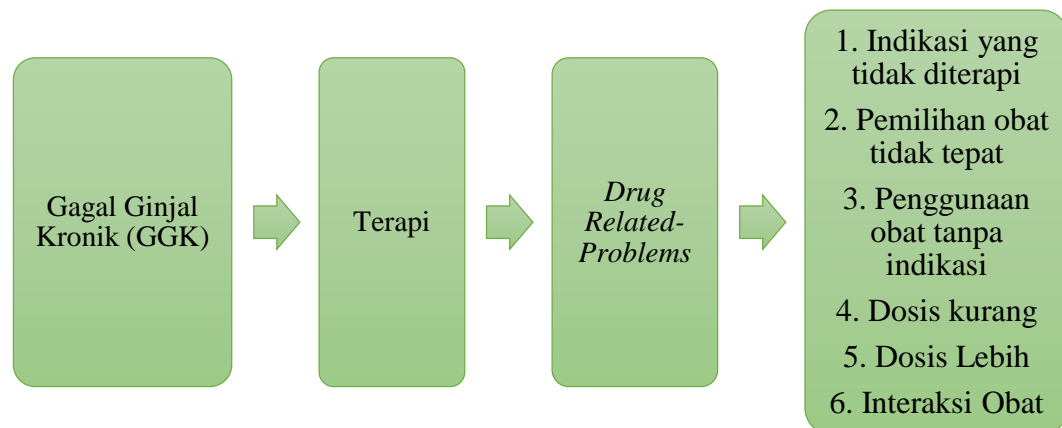 Gagal Ginjal
Kronik (GGK)
Terapi
Drug
Related-
Problems
1. Indikasi yang
tidak diterapi
2. Pemilihan obat
tidak tepat
3. Penggunaan
obat tanpa
indikasi
4. Dosis kurang
5. Dosis Lebih
6. Interaksi Obat